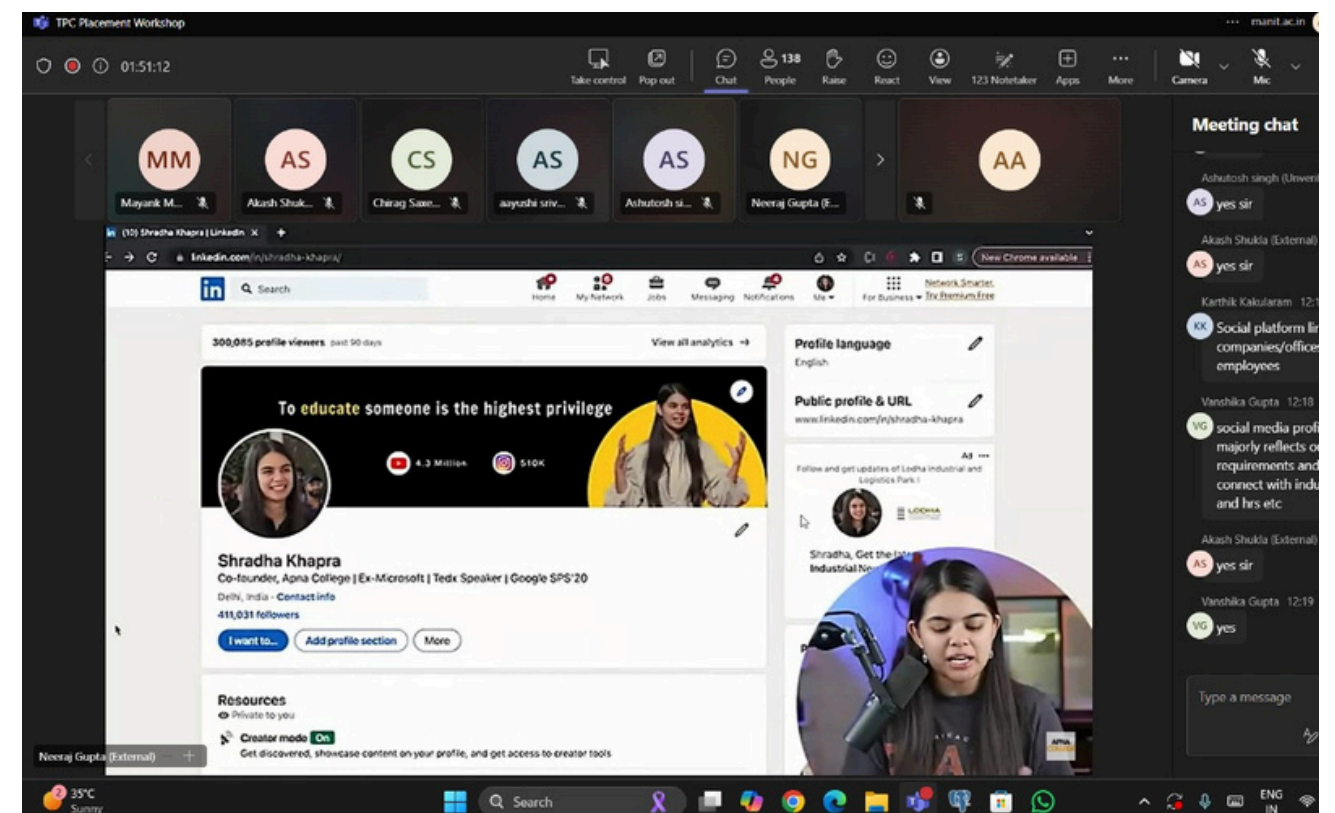 TPC Placement Workshop
manit.ac.in
01:51:12
Take control
Pop out
Chat
138
People
Raise
React
View
123 Notetaker
Apps
More
Camera
Mic
MM
AS
CS
AS
AS
NG
AA
Mayank M...
Akash Shuk...
Chirag Saxe...
aayushi sriv...
Ashutosh si...
Neeraj Gupta (E...
(10) Shradha Khapra | LinkedIn
linkedin.com/in/shradha-khapra/
New Chrome available
in
Search
Home
My Network
Jobs
Messaging
Notifications
Me
For Business
Network Smarter,
Try Premium Free
300,085 profile viewers past 90 days
View all analytics
To educate someone is the highest privilege
4.3 Million
510K
Shradha Khapra
Co-founder, Apna College | Ex-Microsoft | Tedx Speaker | Google SPS'20
Delhi, India - Contact info
411,031 followers
I want to...
Add profile section
More
Resources
Private to you
Creator mode On
Get discovered, showcase content on your profile, and get access to creator tools
Profile language
English
Public profile & URL
www.linkedin.com/in/shradha-khapra
Ad
Follow and get updates of Lodha Industrial and
Logistics Park !
LODHA
Shradha, Get the late
Industrial Ne
APNA
COLLEGE
Neeraj Gupta (External)
Meeting chat
Ashutosh singh (Unverif
AS
yes sir
Akash Shukla (External)
AS
yes sir
Karthik Kakularam 12:1
KK
Social platform lin
companies/offices
employees
Vanshika Gupta 12:18
VG
social media profi
majorly reflects o
requirements and
connect with indu
and hrs etc
Akash Shukla (External)
AS
yes sir
Vanshika Gupta 12:19
VG
yes
Type a message
2
35°C
Sunny
Search
ENG
IN